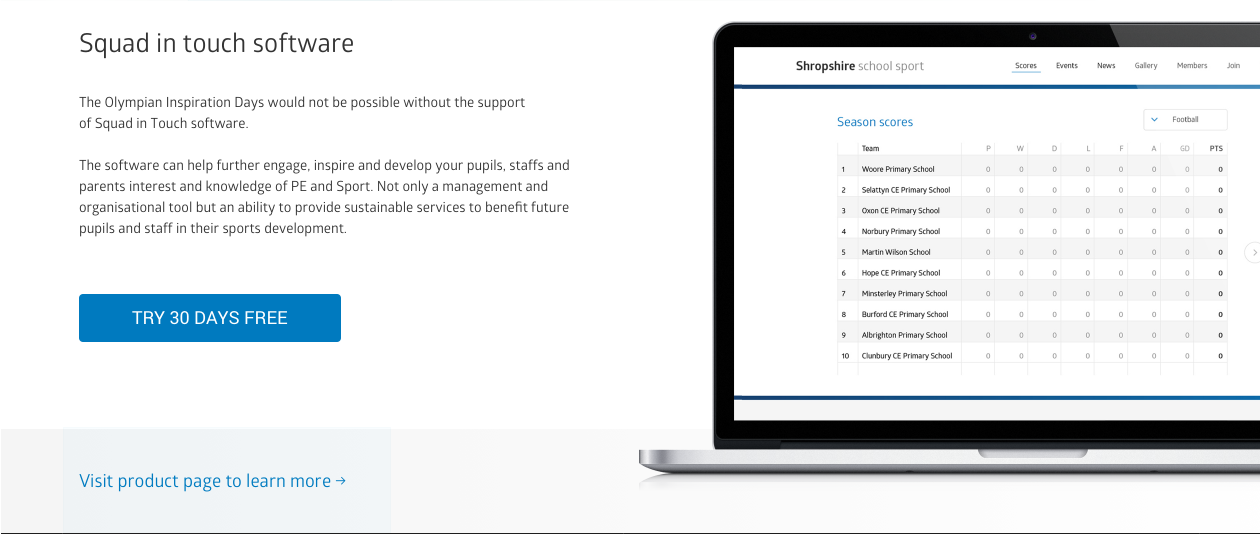 Squad in touch software
The Olympian Inspiration Days would not be possible without the support
of Squad in Touch software.
The software can help further engage, inspire and develop your pupils, staffs and
parents interest and knowledge of PE and Sport. Not only a management and
organisational tool but an ability to provide sustainable services to benefit future
pupils and staff in their sports development.
TRY 30 DAYS FREE
Visit product page to learn more →
Shropshire school sport Scores Events News Gallery Members Join
Season scores Football
Team P W D L F A GD PTS
1 Woore Primary School 0 0 0 0 0 0 0 0
2 Selattyn CE Primary School 0 0 0 0 0 0 0 0
3 Oxon CE Primary School 0 0 0 0 0 0 0 0
4 Norbury Primary School 0 0 0 0 0 0 0 0
5 Martin Wilson School 0 0 0 0 0 0 0 0
6 Hope CE Primary School 0 0 0 0 0 0 0 0
7 Minsterley Primary School 0 0 0 0 0 0 0 0
8 Burford CE Primary School 0 0 0 0 0 0 0 0
9 Albrighton Primary School 0 0 0 0 0 0 0 0
10 Clunbury CE Primary School 0 0 0 0 0 0 0 0